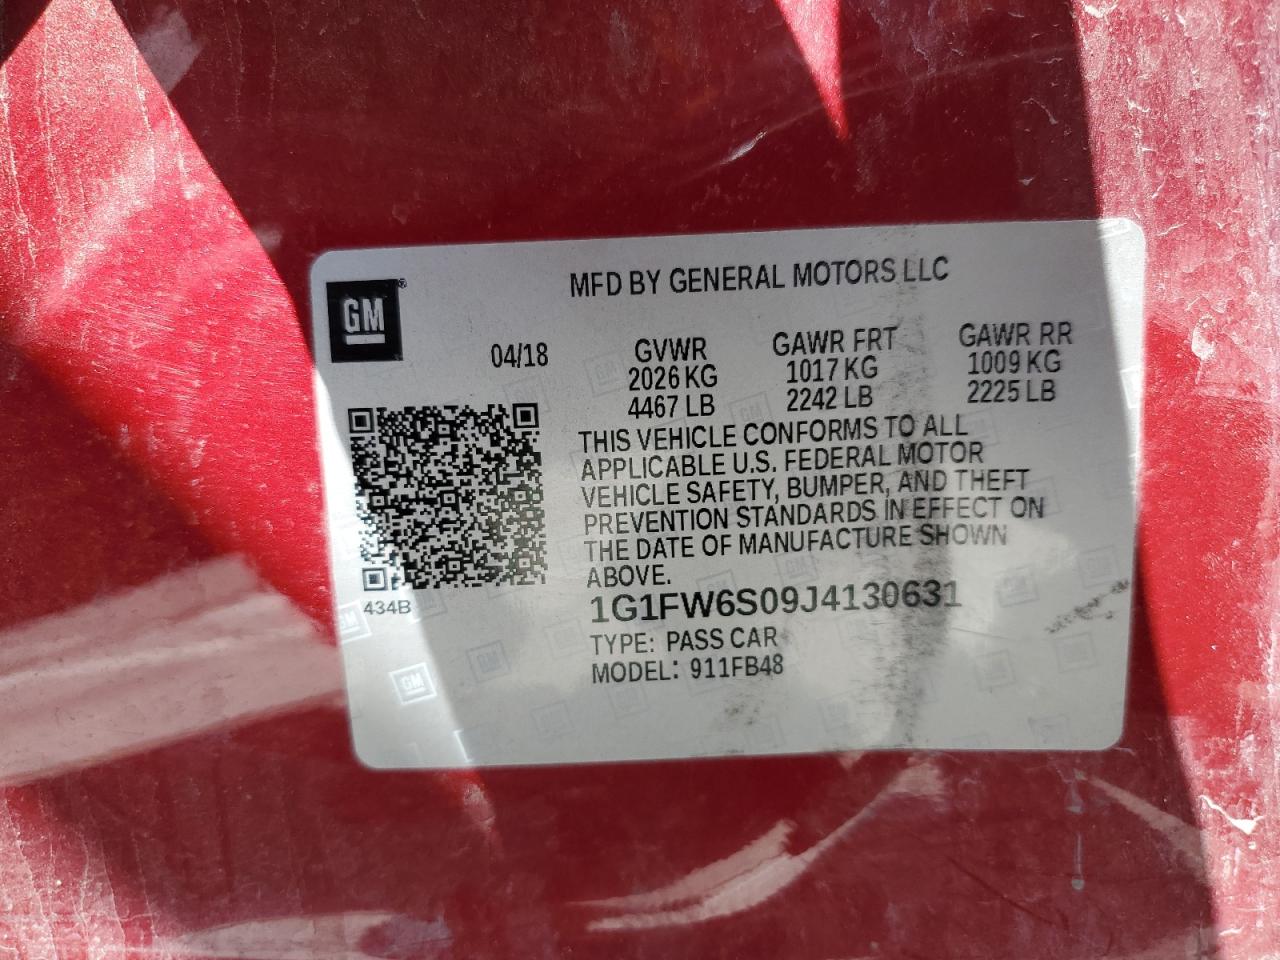 GM®
MFD BY GENERAL MOTORS LLC
04/18
GVWR
2026 KG
4467 LB
GAWR FRT
1017 KG
2242 LB
GAWR RR
1009 KG
2225 LB
THIS VEHICLE CONFORMS TO ALL
APPLICABLE U.S. FEDERAL MOTOR
VEHICLE SAFETY, BUMPER, AND THEFT
PREVENTION STANDARDS IN EFFECT ON
THE DATE OF MANUFACTURE SHOWN
ABOVE.
434B
1G1FW6S09J4130631
TYPE: PASS CAR
MODEL: 911FB48
GM